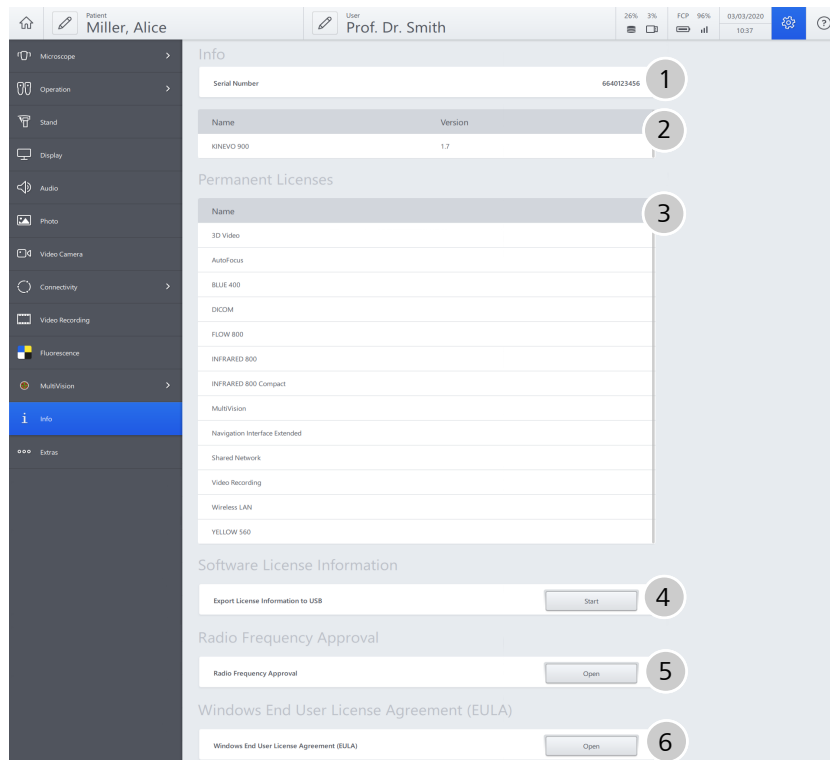 Patient
Miller, Alice
User
Prof. Dr. Smith
26% 3%
FCP 96%
03/03/2020
10:37
Microscope
Operation
Stand
Display
Audio
Photo
Video Camera
Connectivity
Video Recording
Fluorescence
MultiVision
i Info
Extras
Info
Serial Number 6640123456 1
Name Version 2
KINEVO 900 1.7
Permanent Licenses
Name 3
3D Video
AutoFocus
BLUE 400
DICOM
FLOW 800
INFRARED 800
INFRARED 800 Compact
MultiVision
Navigation Interface Extended
Shared Network
Video Recording
Wireless LAN
YELLOW 560
Software License Information
Export License Information to USB Start 4
Radio Frequency Approval
Radio Frequency Approval Open 5
Windows End User License Agreement (EULA)
Windows End User License Agreement (EULA) Open 6